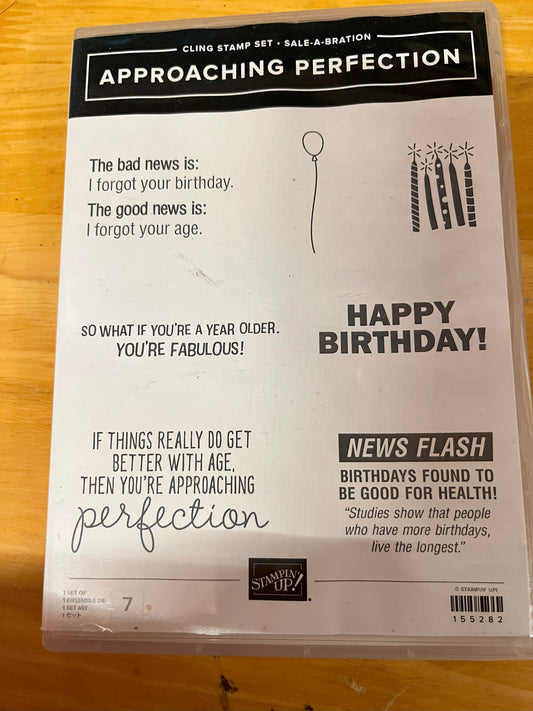 CLING STAMP SET • SALE-A-BRATION
APPROACHING PERFECTION
The bad news is:
I forgot your birthday.
The good news is:
I forgot your age.
SO WHAT IF YOU'RE A YEAR OLDER.
YOU'RE FABULOUS!
HAPPY
BIRTHDAY!
IF THINGS REALLY DO GET
BETTER WITH AGE,
THEN YOU'RE APPROACHING
perfection
NEWS FLASH
BIRTHDAYS FOUND TO
BE GOOD FOR HEALTH!
“Studies show that people
who have more birthdays,
live the longest.”
STAMPIN' UP!
1 SET OF
1 ENSEMBLE DE
1 SET MIT
1 セット
7
© STAMPIN' UP!
155282